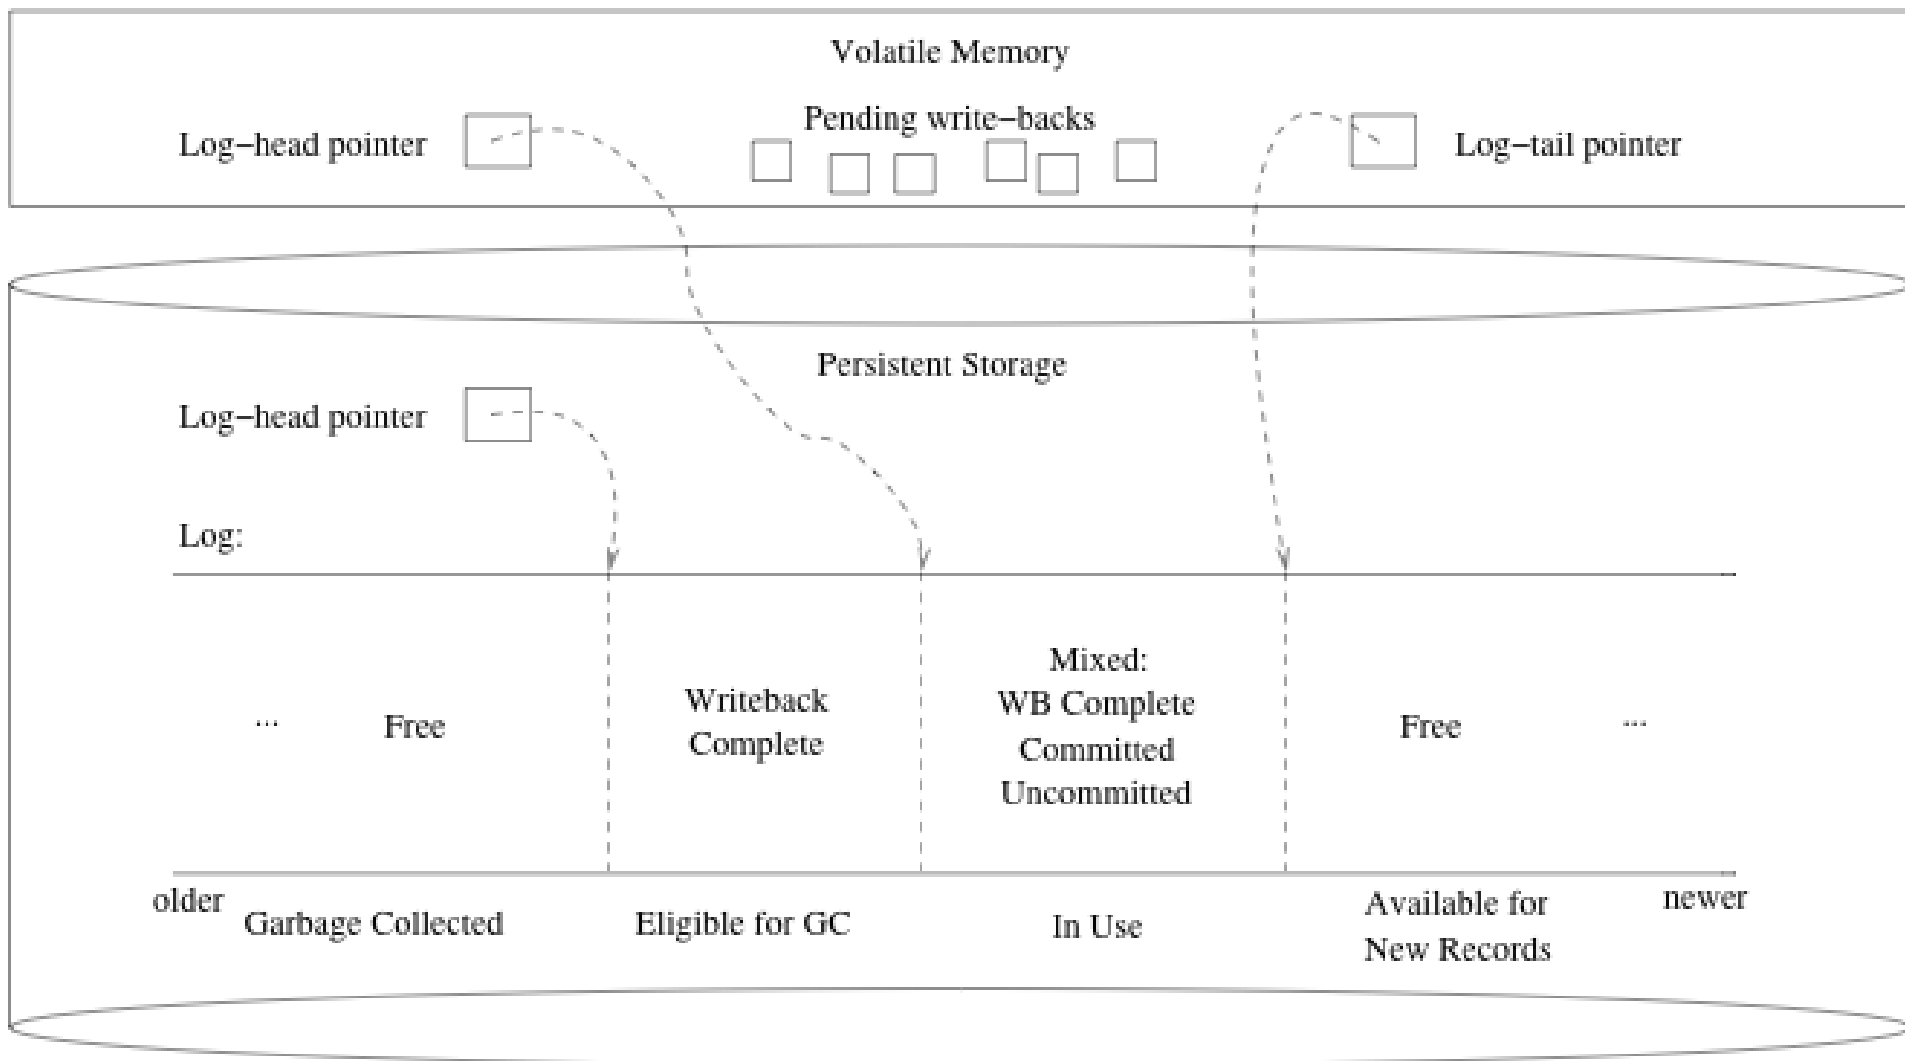 Volatile Memory
Pending write−backs
Log−head pointer
Log−tail pointer
Persistent Storage
Log−head pointer
Log:
... Free
Writeback
Complete
Mixed:
WB Complete
Committed
Uncommitted
Free ...
older
newer
Garbage Collected
Eligible for GC
In Use
Available for
New Records